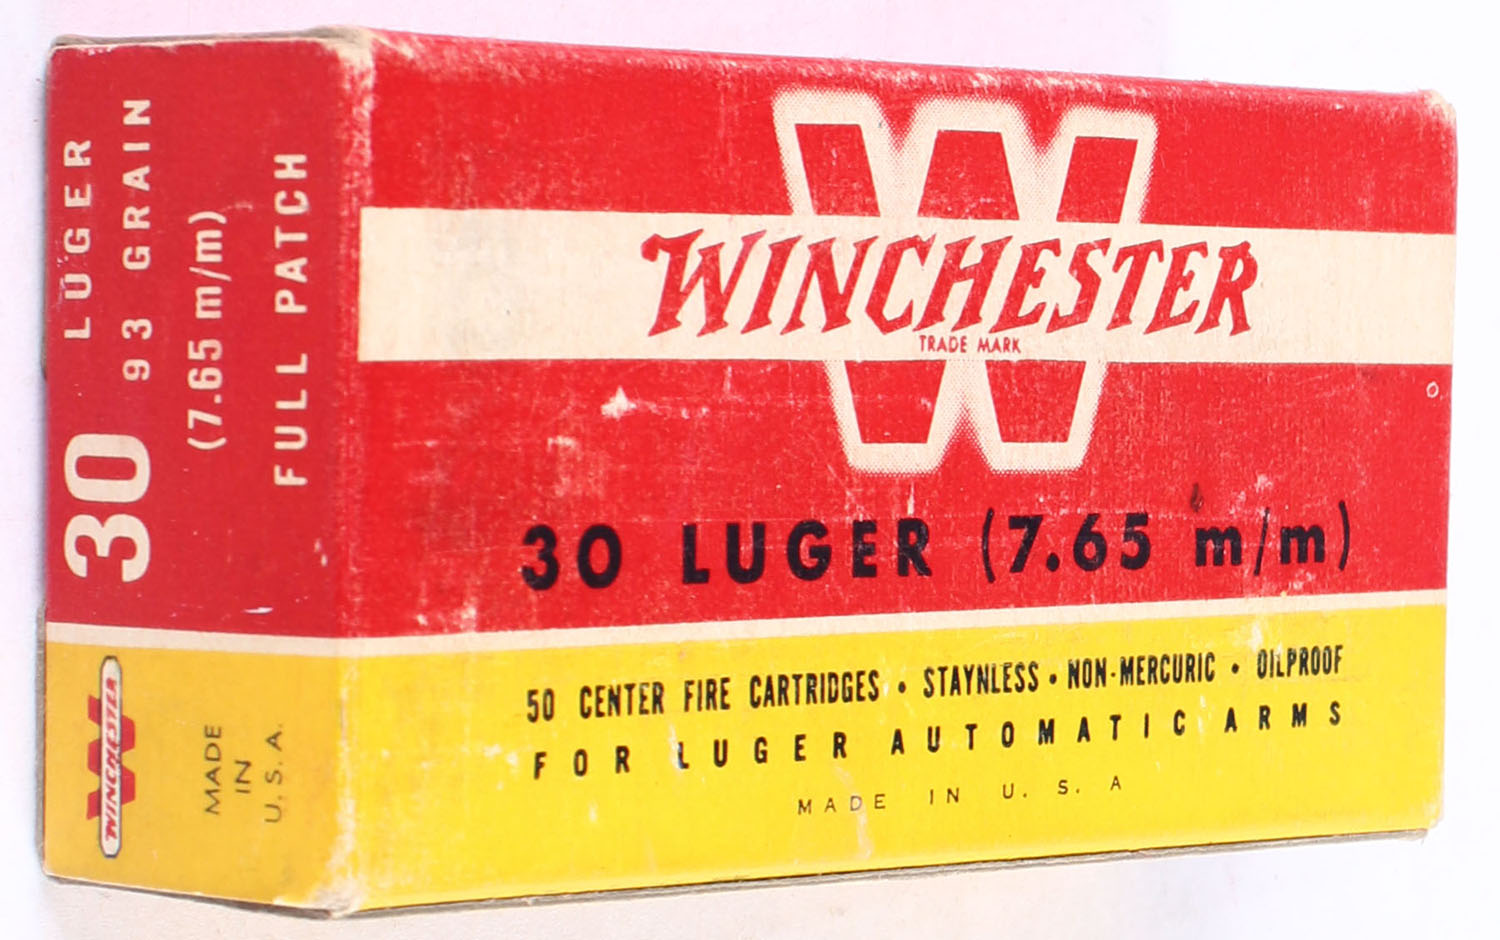 WINCHESTER
TRADE MARK
30 LUGER (7.65 m/m)
50 CENTER FIRE CARTRIDGES • STAYNLESS • NON-MERCURIC • OILPROOF
FOR LUGER AUTOMATIC ARMS
MADE IN U. S. A
30 LUGER
93 GRAIN
(7.65 m/m)
FULL PATCH
W
WINCHESTER
MADE
IN
U.S.A.